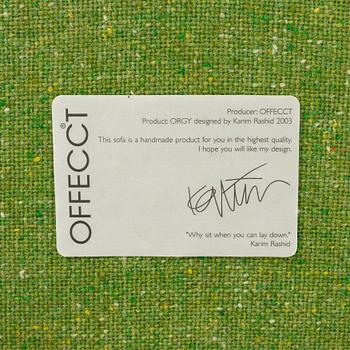 OFFECCT®
Producer: OFFECCT
Product: ORGY designed by Karim Rashid 2003
This sofa is a handmade product for you in the highest quality.
I hope you will like my design.
Karim
"Why sit when you can lay down."
Karim Rashid